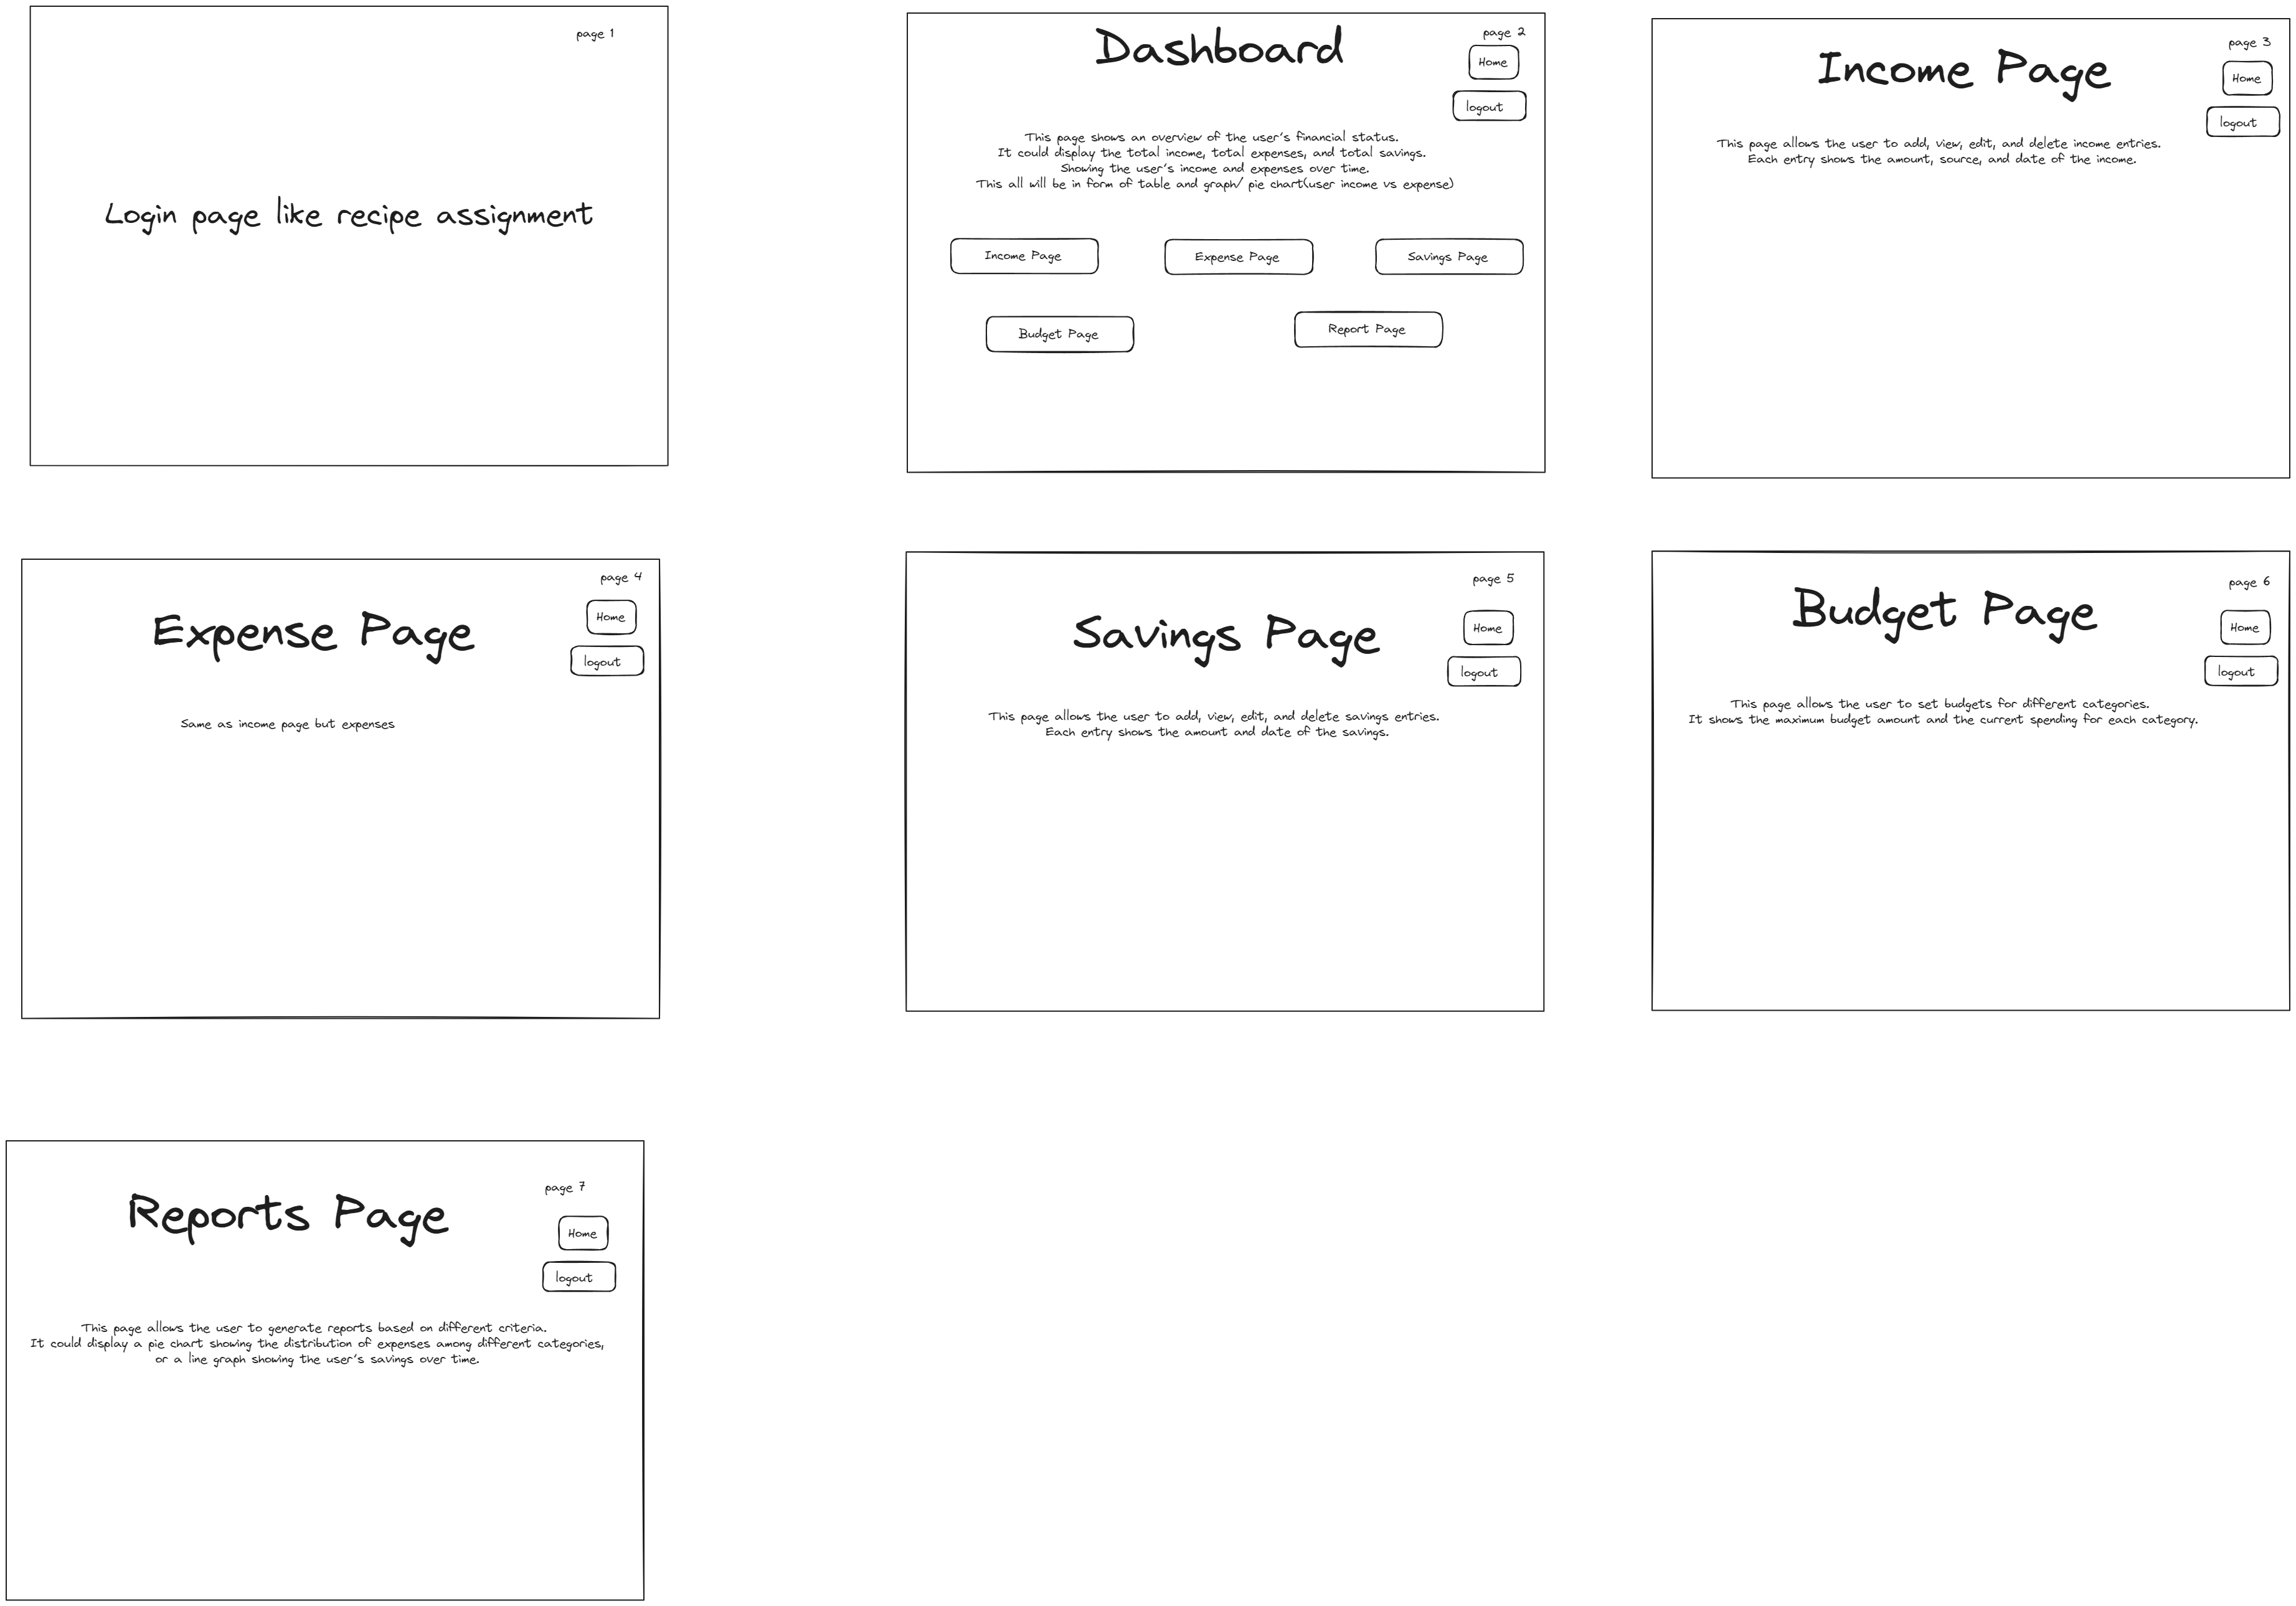 page 1
Login page like recipe assignment
Dashboard
page 2
Home
logout
This page shows an overview of the user's financial status.
It could display the total income, total expenses, and total savings.
Showing the user's income and expenses over time.
This all will be in form of table and graph/ pie chart(user income vs expense)
Income Page
Expense Page
Savings Page
Budget Page
Report Page
page 3
Income Page
Home
logout
This page allows the user to add, view, edit, and delete income entries.
Each entry shows the amount, source, and date of the income.
page 4
Expense Page
Home
logout
Same as income page but expenses
page 5
Savings Page
Home
logout
This page allows the user to add, view, edit, and delete savings entries.
Each entry shows the amount and date of the savings.
page 6
Budget Page
Home
logout
This page allows the user to set budgets for different categories.
It shows the maximum budget amount and the current spending for each category.
page 7
Reports Page
Home
logout
This page allows the user to generate reports based on different criteria.
It could display a pie chart showing the distribution of expenses among different categories,
or a line graph showing the user's savings over time.